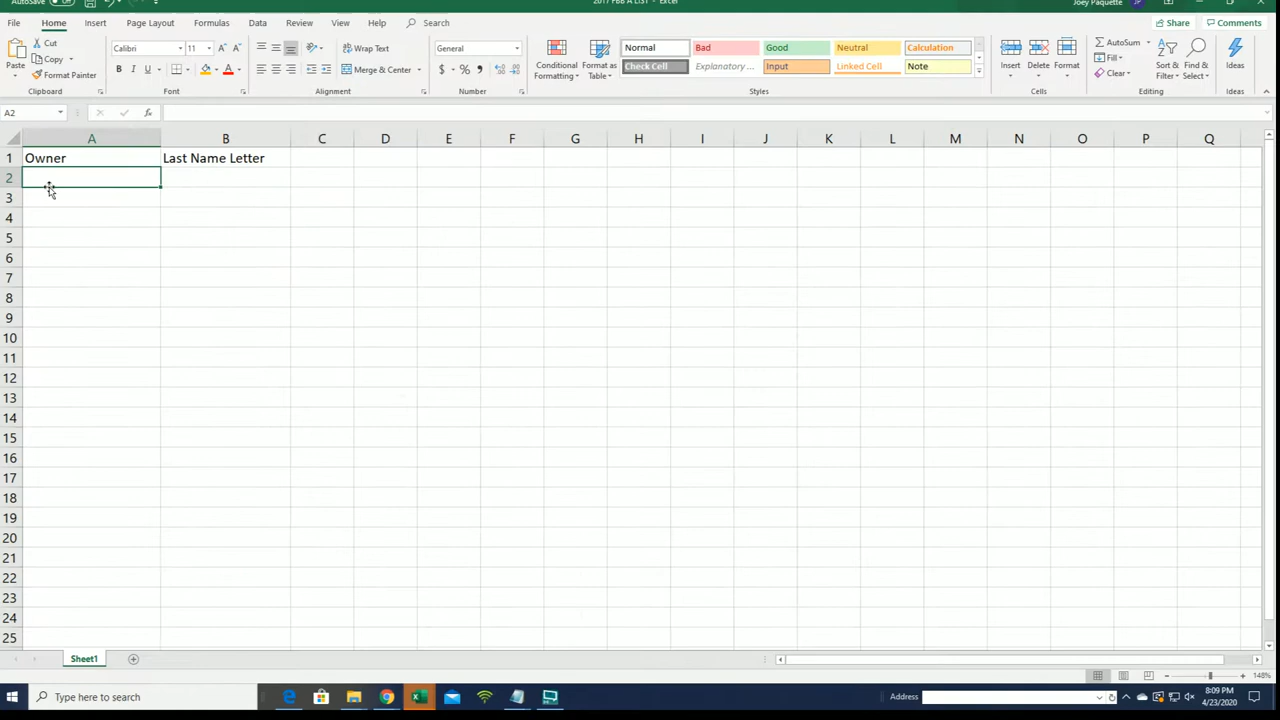 AutoSave
2017 FBB A LIST - Excel
Joey Paquette
JP
File Home Insert Page Layout Formulas Data Review View Help Search
Share Comments
Paste
Cut
Copy
Format Painter
Clipboard
Calibri 11
B I U
Font
Wrap Text
Merge & Center
Alignment
General
$ % ,
Number
Conditional Formatting
Format as Table
Normal Bad Good Neutral Calculation
Check Cell Explanatory ... Input Linked Cell Note
Styles
Insert Delete Format
Cells
AutoSum
Fill
Clear
Sort & Filter
Find & Select
Editing
Ideas
Ideas
A2
fx
A B C D E F G H I J K L M N O P Q
1 Owner Last Name Letter
2
3
4
5
6
7
8
9
10
11
12
13
14
15
16
17
18
19
20
21
22
23
24
25
Sheet1
148%
Type here to search
Address
8:09 PM
4/23/2020